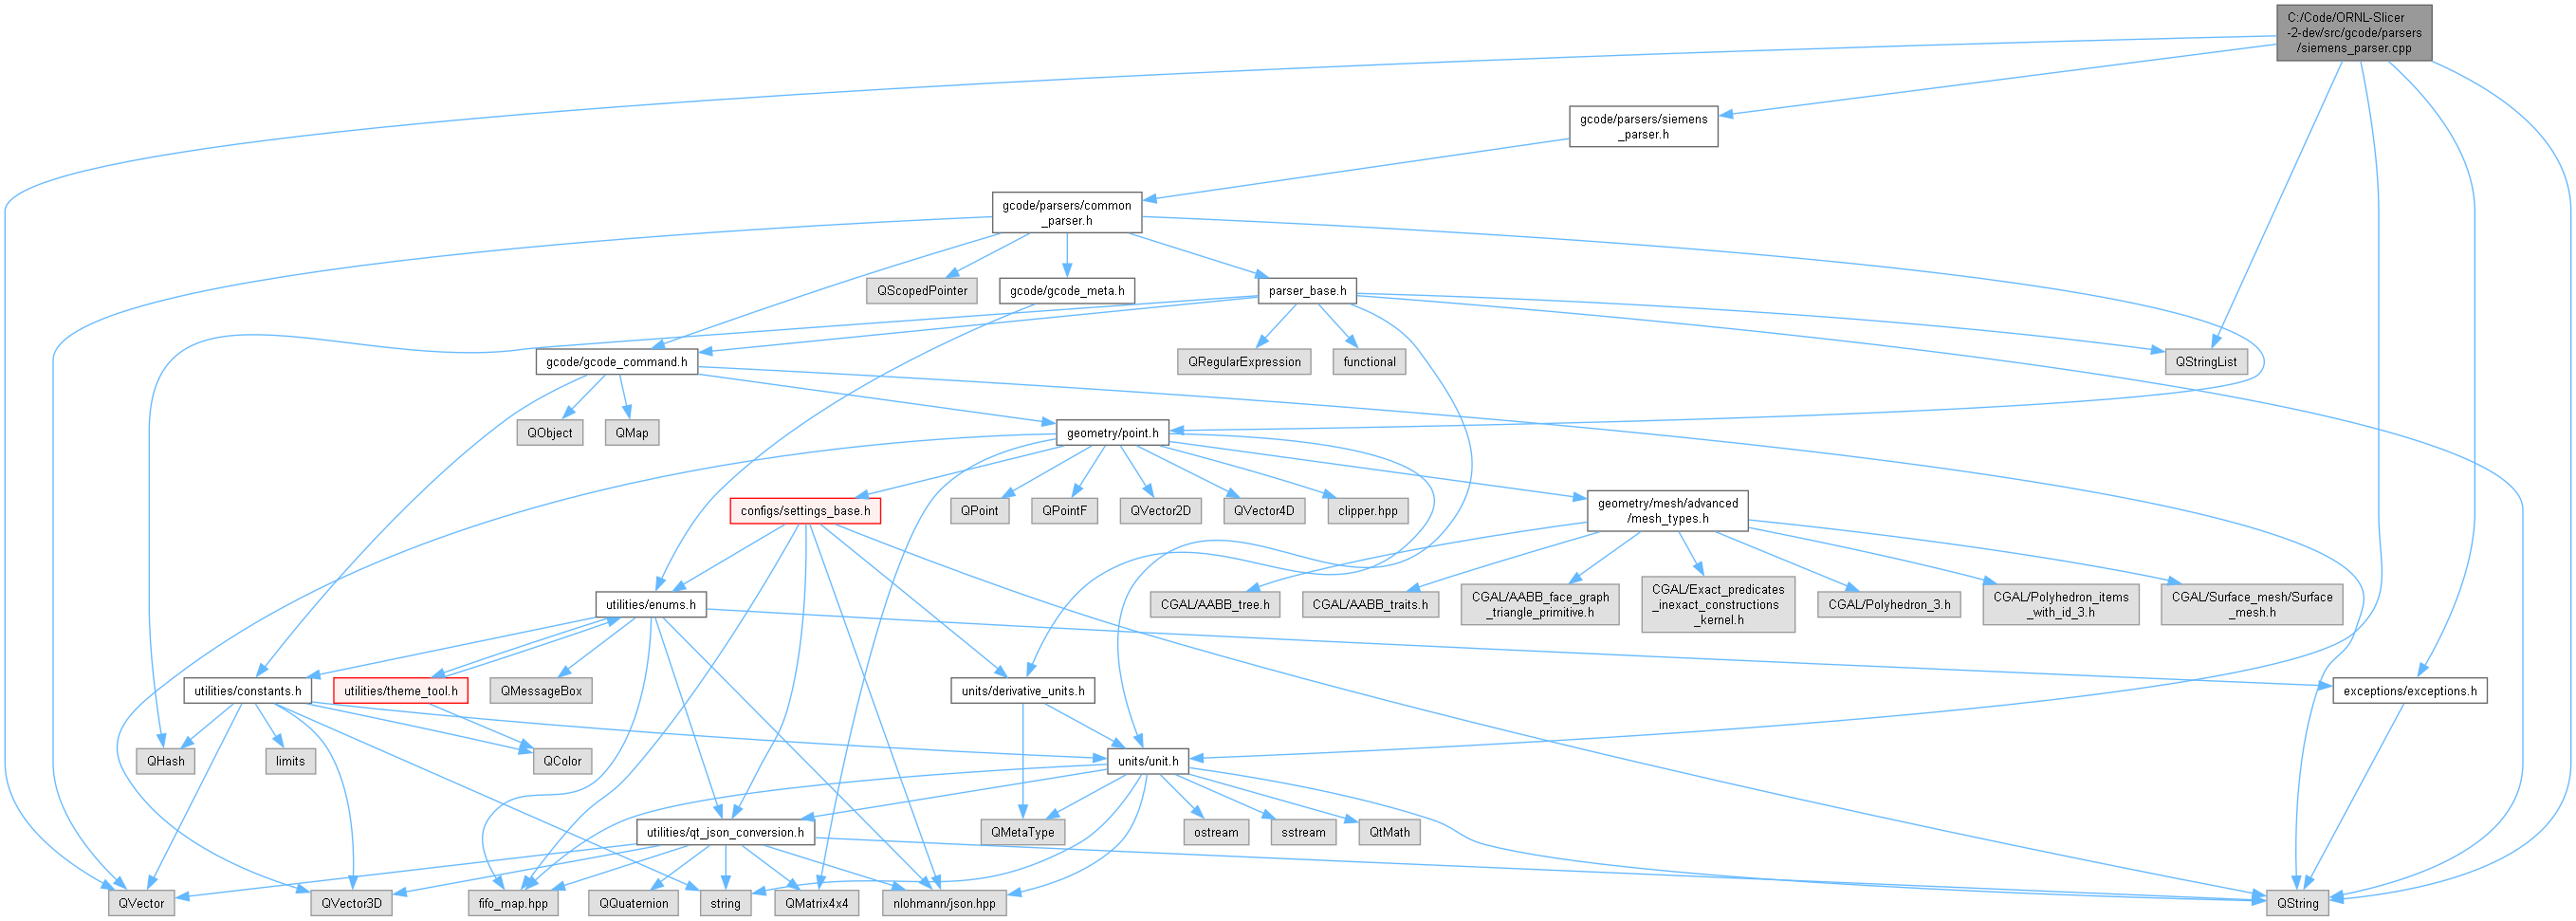 C:/Code/ORNL-Slicer
-2-dev/src/gcode/parsers
/siemens_parser.cpp
gcode/parsers/siemens
_parser.h
gcode/parsers/common
_parser.h
QScopedPointer
gcode/gcode_meta.h
parser_base.h
gcode/gcode_command.h
QRegularExpression
functional
QStringList
QObject
QMap
geometry/point.h
configs/settings_base.h
QPoint
QPointF
QVector2D
QVector4D
clipper.hpp
geometry/mesh/advanced
/mesh_types.h
utilities/enums.h
CGAL/AABB_tree.h
CGAL/AABB_traits.h
CGAL/AABB_face_graph
_triangle_primitive.h
CGAL/Exact_predicates
_inexact_constructions
_kernel.h
CGAL/Polyhedron_3.h
CGAL/Polyhedron_items
_with_id_3.h
CGAL/Surface_mesh/Surface
_mesh.h
utilities/constants.h
utilities/theme_tool.h
QMessageBox
units/derivative_units.h
exceptions/exceptions.h
QHash
limits
QColor
units/unit.h
utilities/qt_json_conversion.h
QMetaType
ostream
sstream
QtMath
QVector
QVector3D
fifo_map.hpp
QQuaternion
string
QMatrix4x4
nlohmann/json.hpp
QString